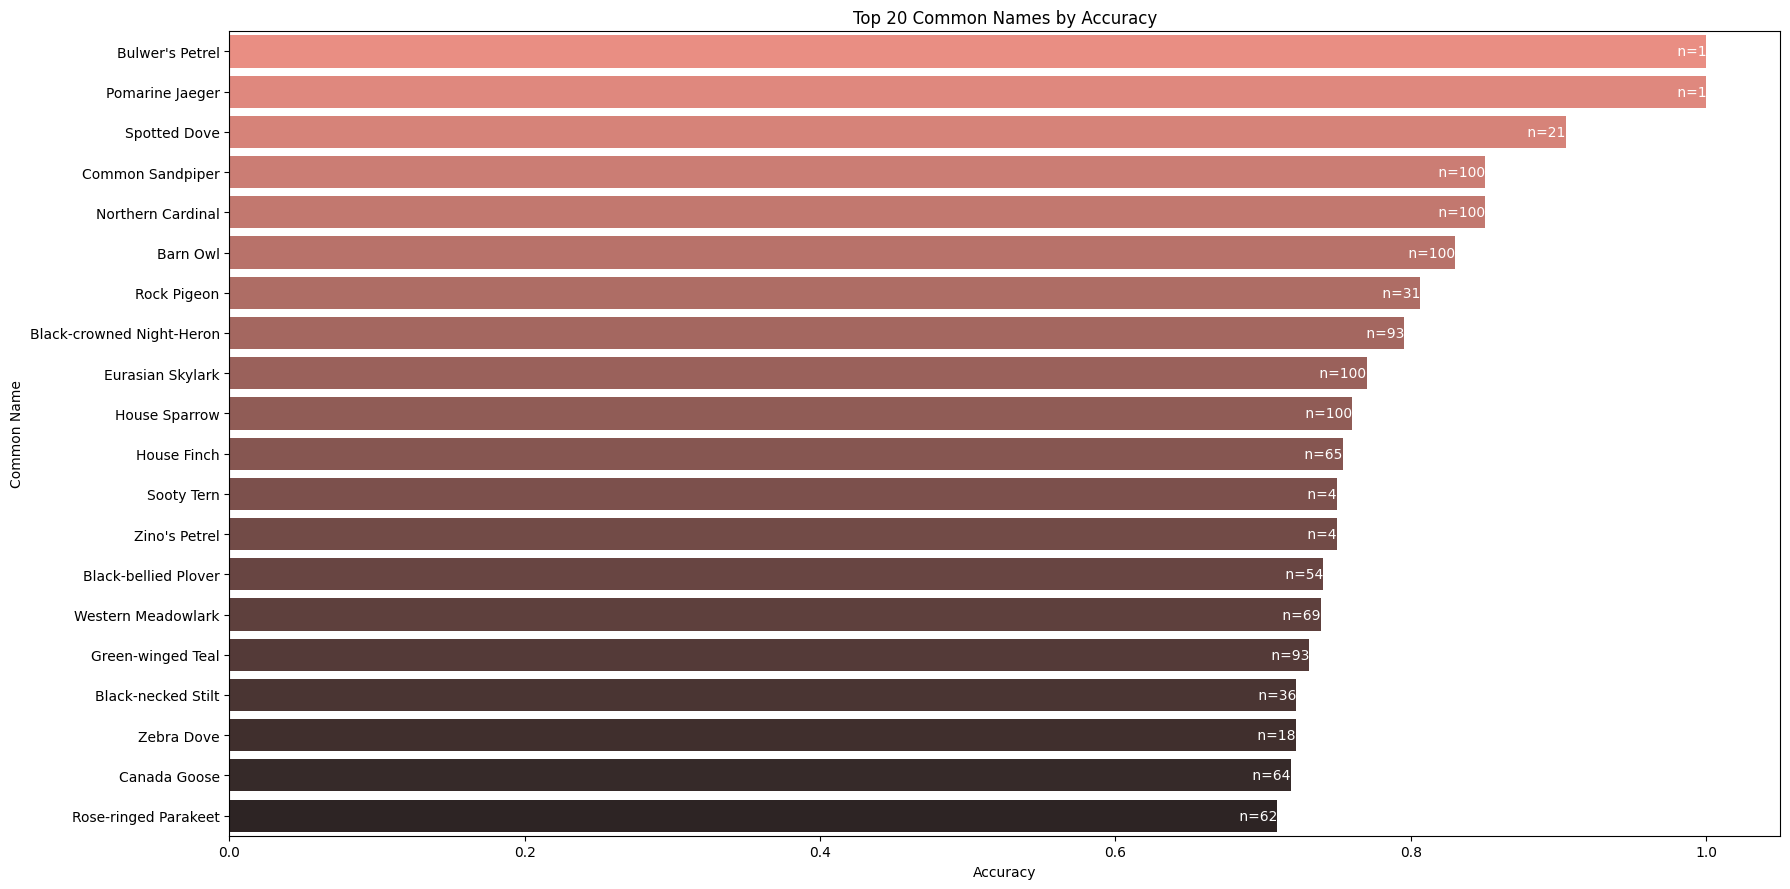 Top 20 Common Names by Accuracy
Common Name
Bulwer's Petrel n=1
Pomarine Jaeger n=1
Spotted Dove n=21
Common Sandpiper n=100
Northern Cardinal n=100
Barn Owl n=100
Rock Pigeon n=31
Black-crowned Night-Heron n=93
Eurasian Skylark n=100
House Sparrow n=100
House Finch n=65
Sooty Tern n=4
Zino's Petrel n=4
Black-bellied Plover n=54
Western Meadowlark n=69
Green-winged Teal n=93
Black-necked Stilt n=36
Zebra Dove n=18
Canada Goose n=64
Rose-ringed Parakeet n=62
0.0 0.2 0.4 0.6 0.8 1.0
Accuracy